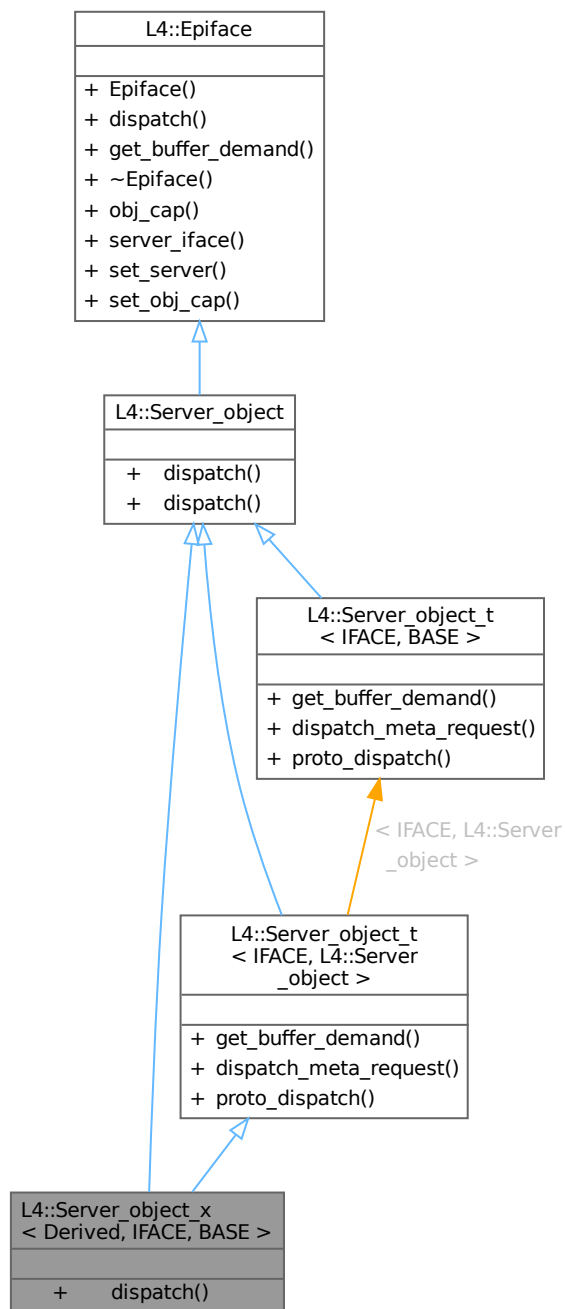 L4::Epiface
+ Epiface()
+ dispatch()
+ get_buffer_demand()
+ ~Epiface()
+ obj_cap()
+ server_iface()
+ set_server()
+ set_obj_cap()
L4::Server_object
+ dispatch()
+ dispatch()
L4::Server_object_t
< IFACE, BASE >
+ get_buffer_demand()
+ dispatch_meta_request()
+ proto_dispatch()
< IFACE, L4::Server
_object >
L4::Server_object_t
< IFACE, L4::Server
_object >
+ get_buffer_demand()
+ dispatch_meta_request()
+ proto_dispatch()
L4::Server_object_x
< Derived, IFACE, BASE >
+ dispatch()